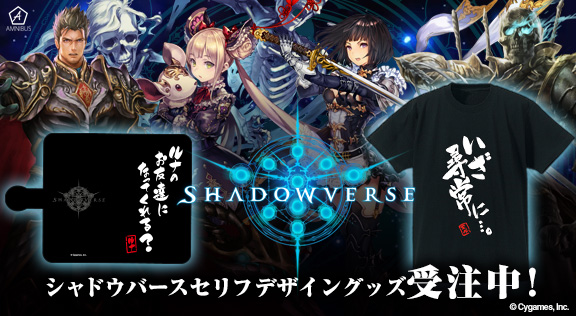 AMNIBUS
ルナの
お友達に
なってくれる?
SHADOWVERSE
SHADOWVERSE
いざ
尋常に…。
シャドウバースセリフデザイングッズ受注中!
© Cygames, Inc.